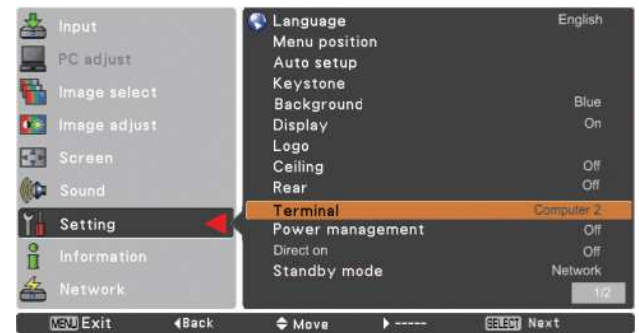 Input
PC adjust
Image select
Image adjust
Screen
Sound
Setting
Information
Network
Language English
Menu position
Auto setup
Keystone
Background Blue
Display On
Logo
Ceiling Off
Rear Off
Terminal Computer 2
Power management Off
Direct on Off
Standby mode Network
1/2
MENU Exit Back Move ----- SELECT Next